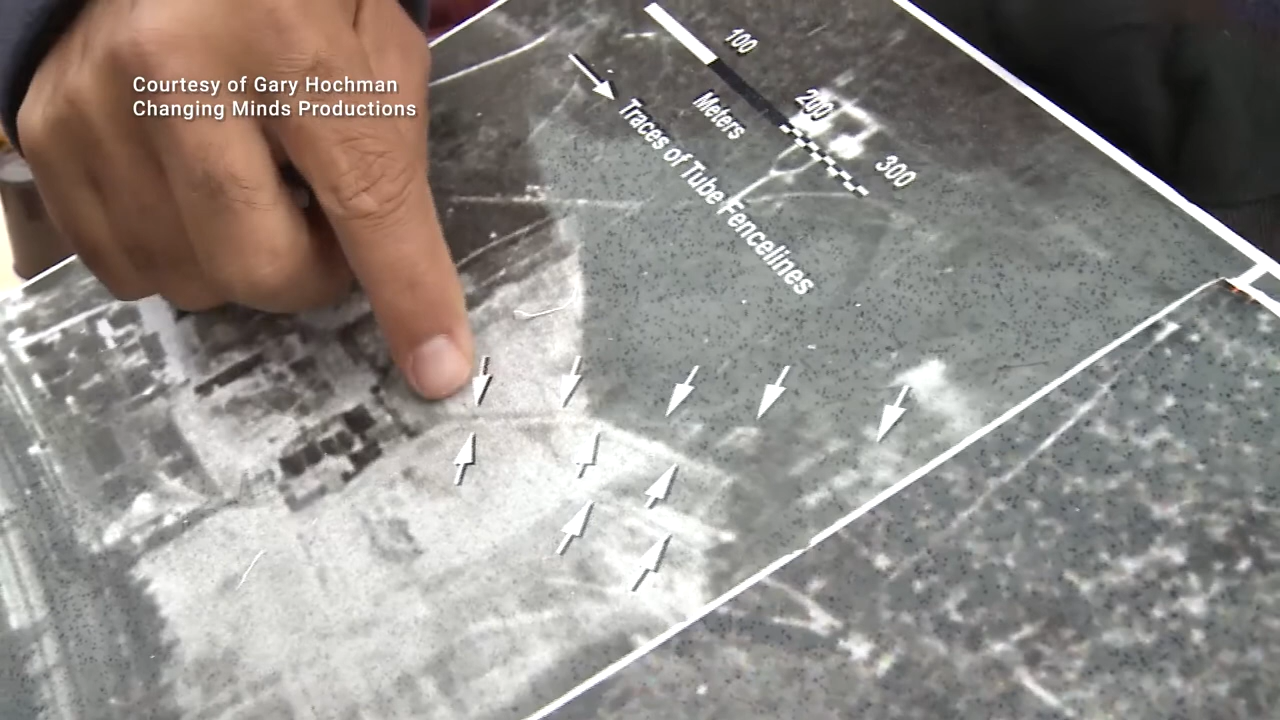 Courtesy of Gary Hochman
Changing Minds Productions
100
200
300
Meters
Traces of Tube Fencelines